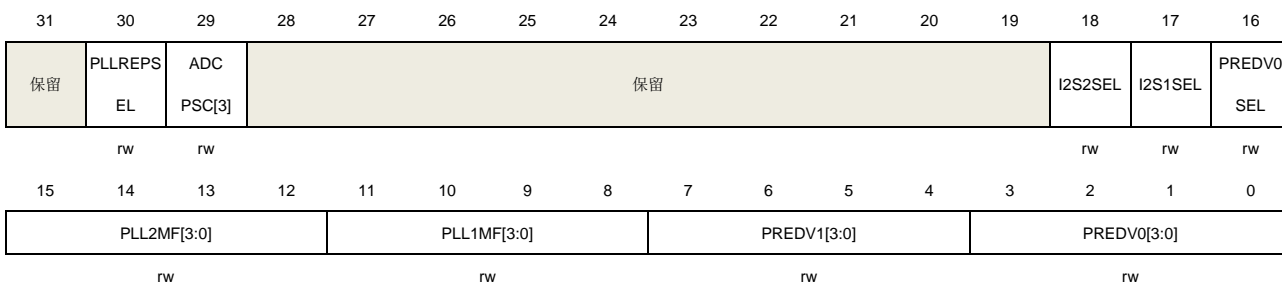 31 30 29 28 27 26 25 24 23 22 21 20 19 18 17 16
保留 PLLREPS EL ADC PSC[3] 保留 I2S2SEL I2S1SEL PREDV0 SEL
rw rw rw rw rw
15 14 13 12 11 10 9 8 7 6 5 4 3 2 1 0
PLL2MF[3:0] PLL1MF[3:0] PREDV1[3:0] PREDV0[3:0]
rw rw rw rw